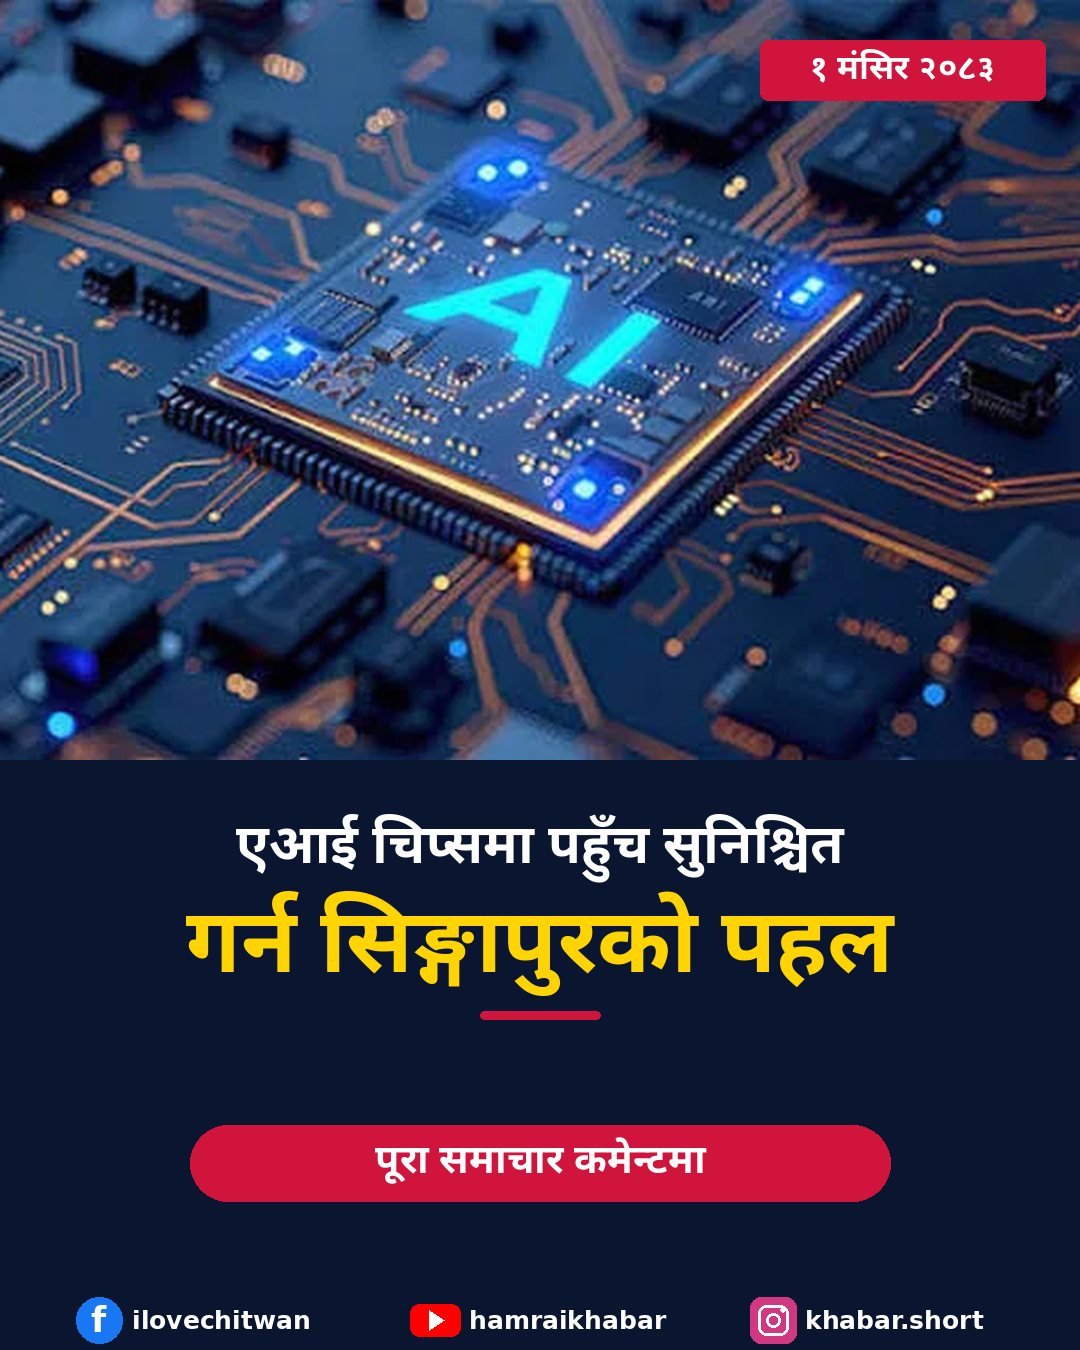 १ मंसिर २०८३
AI
एआई चिप्समा पहुँच सुनिश्चित
गर्न सिङ्गापुरको पहल
पूरा समाचार कमेन्टमा
ilovechitwan hamraikhabar khabar.short